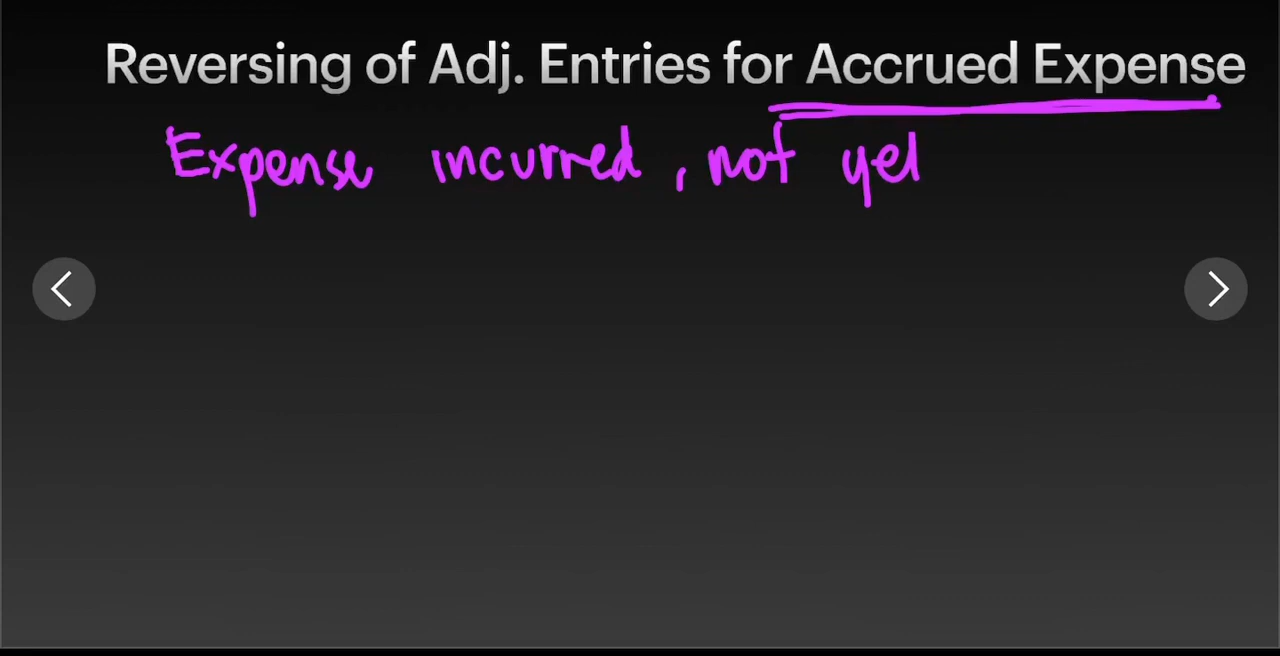 Reversing of Adj. Entries for Accrued Expense
Expense incurred, not yet